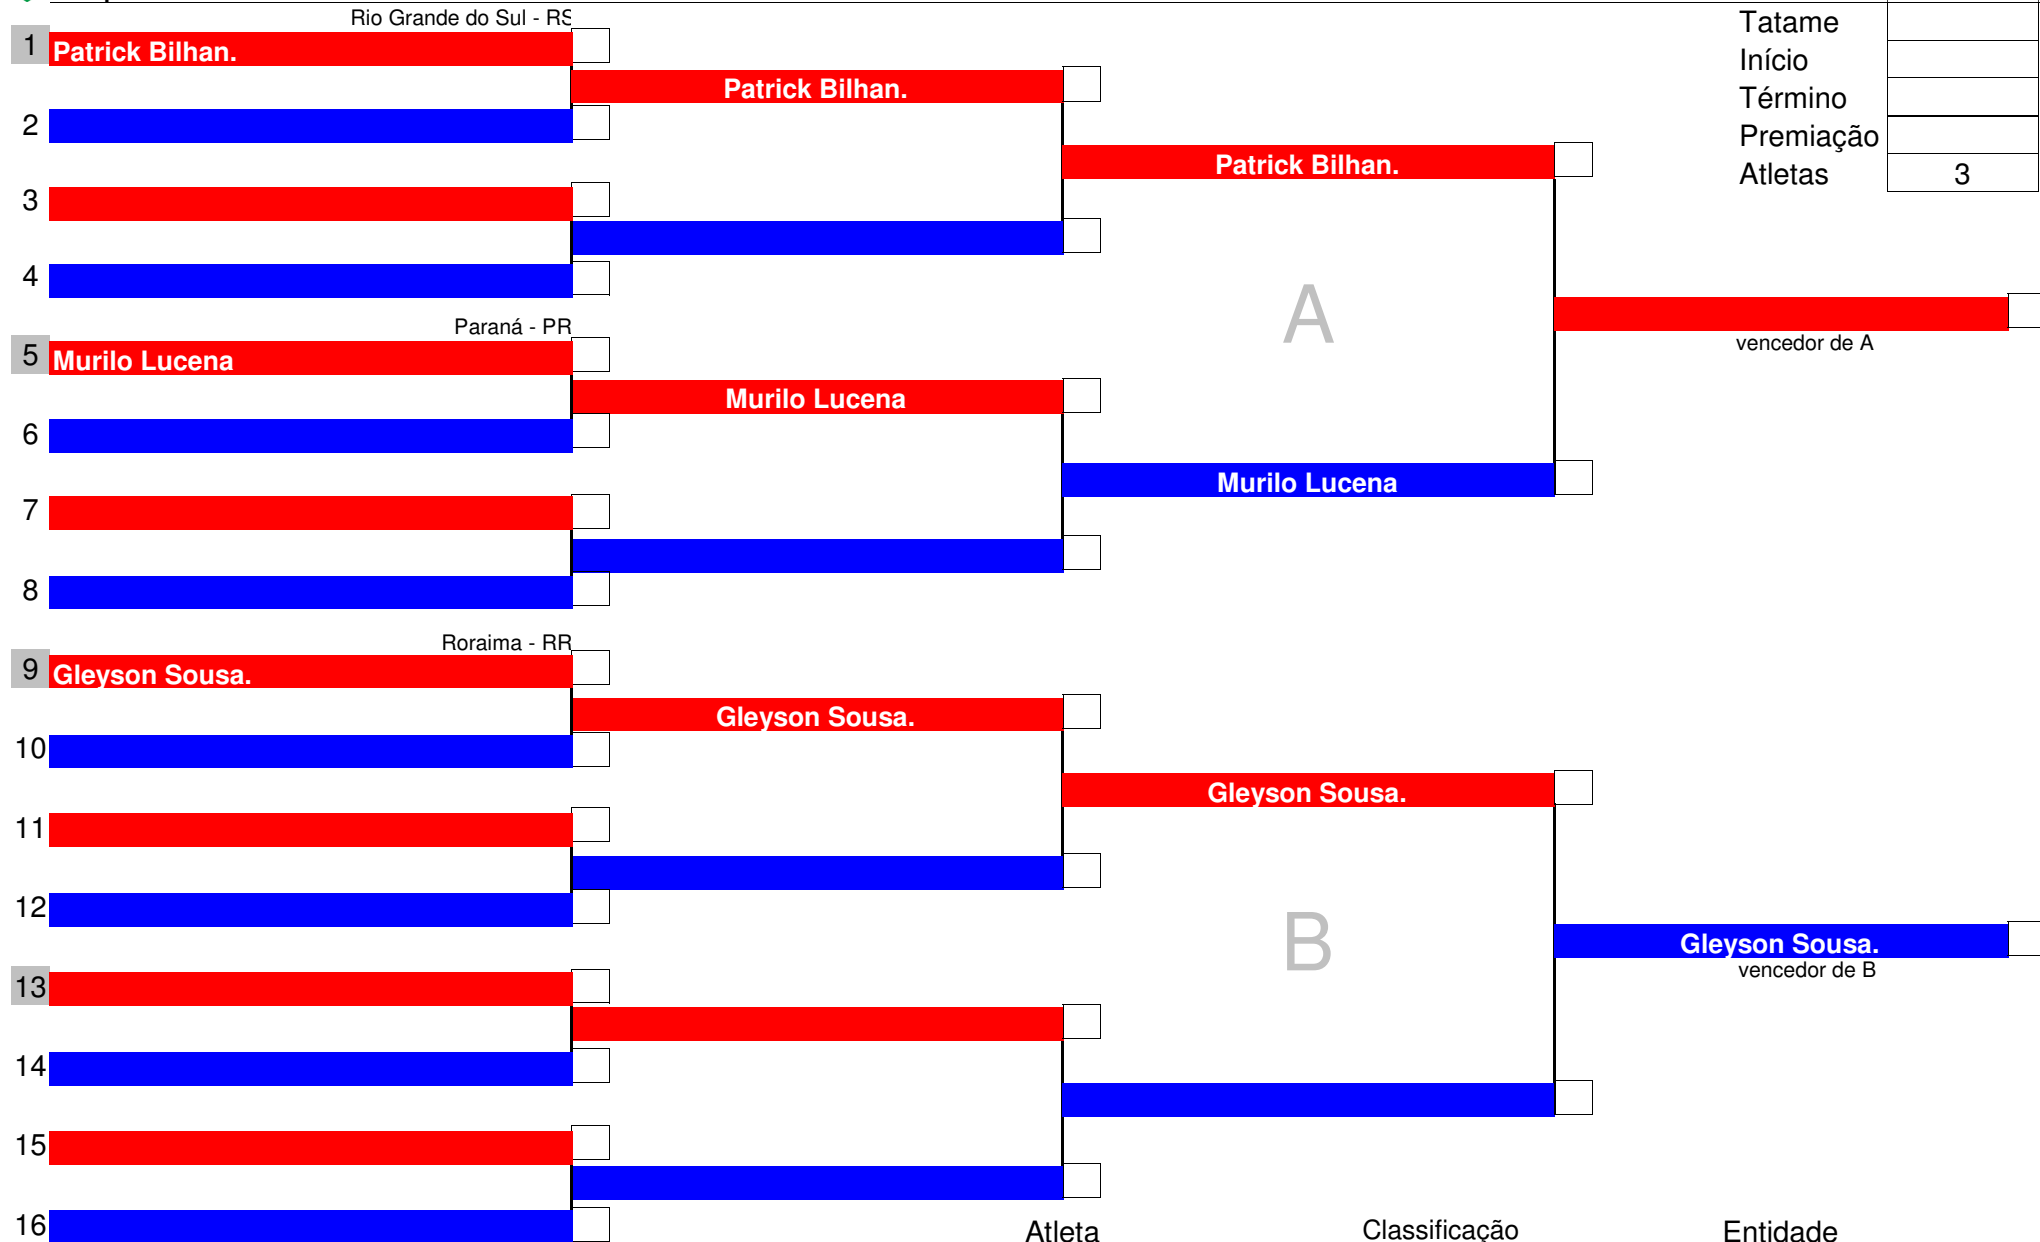 Rio Grande do Sul - RS
1 Patrick Bilhan.
Patrick Bilhan.
2
Patrick Bilhan.
3
4
Paraná - PR
5 Murilo Lucena
Murilo Lucena
6
Murilo Lucena
7
8
A
vencedor de A
Roraima - RR
9 Gleyson Sousa.
Gleyson Sousa.
10
Gleyson Sousa.
11
12
B
Gleyson Sousa.
vencedor de B
13
14
15
16
Tatame
Início
Término
Premiação
Atletas 3
Atleta Classificação Entidade